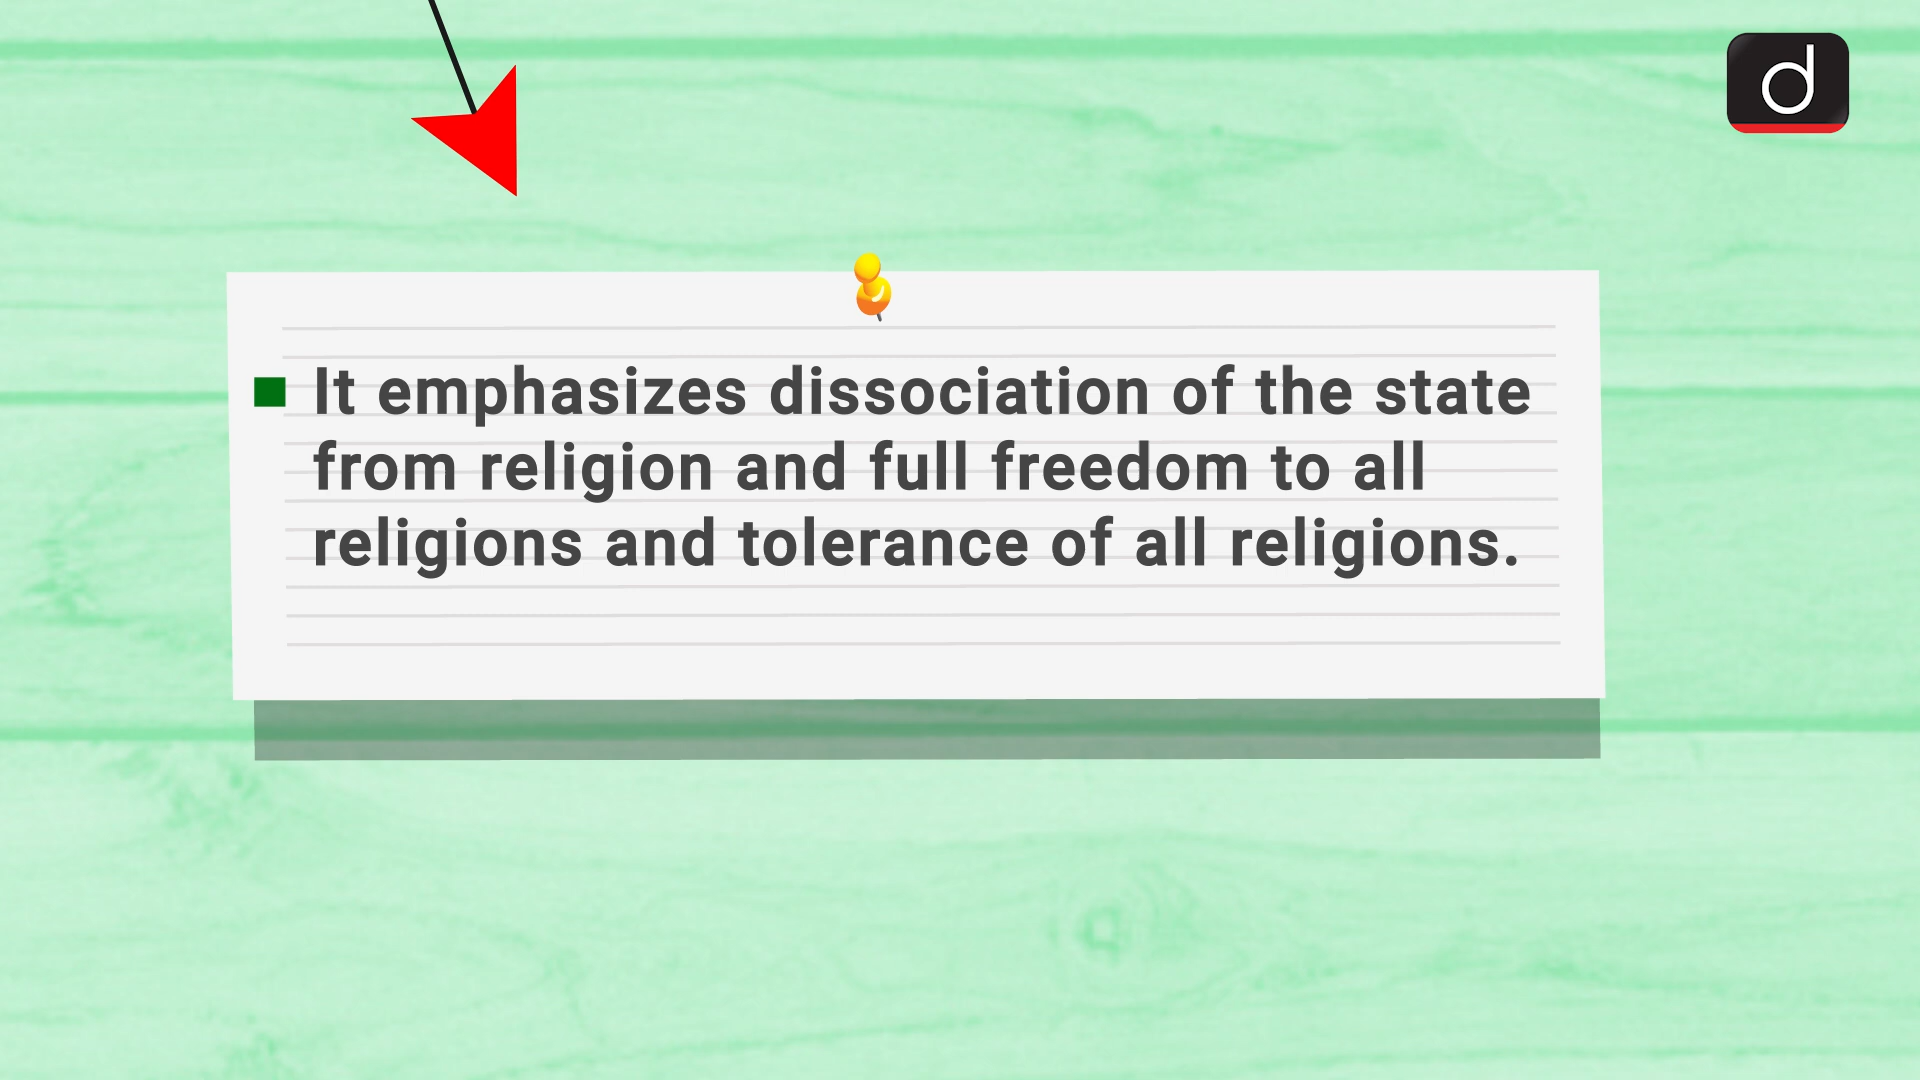 d
It emphasizes dissociation of the state
from religion and full freedom to all
religions and tolerance of all religions.